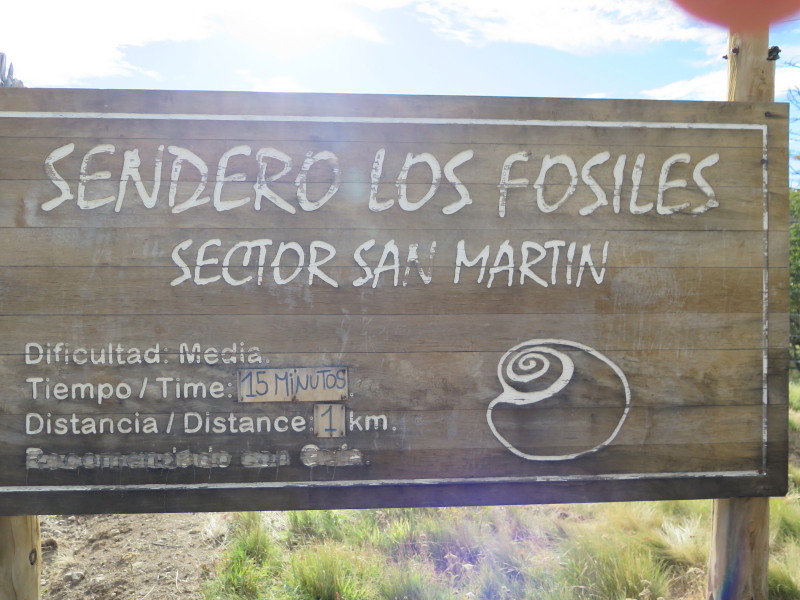 SENDERO LOS FOSILES
SECTOR SAN MARTIN
Dificultad: Media.
Tiempo / Time: 15 MINUTOS.
Distancia / Distance: 1 km.